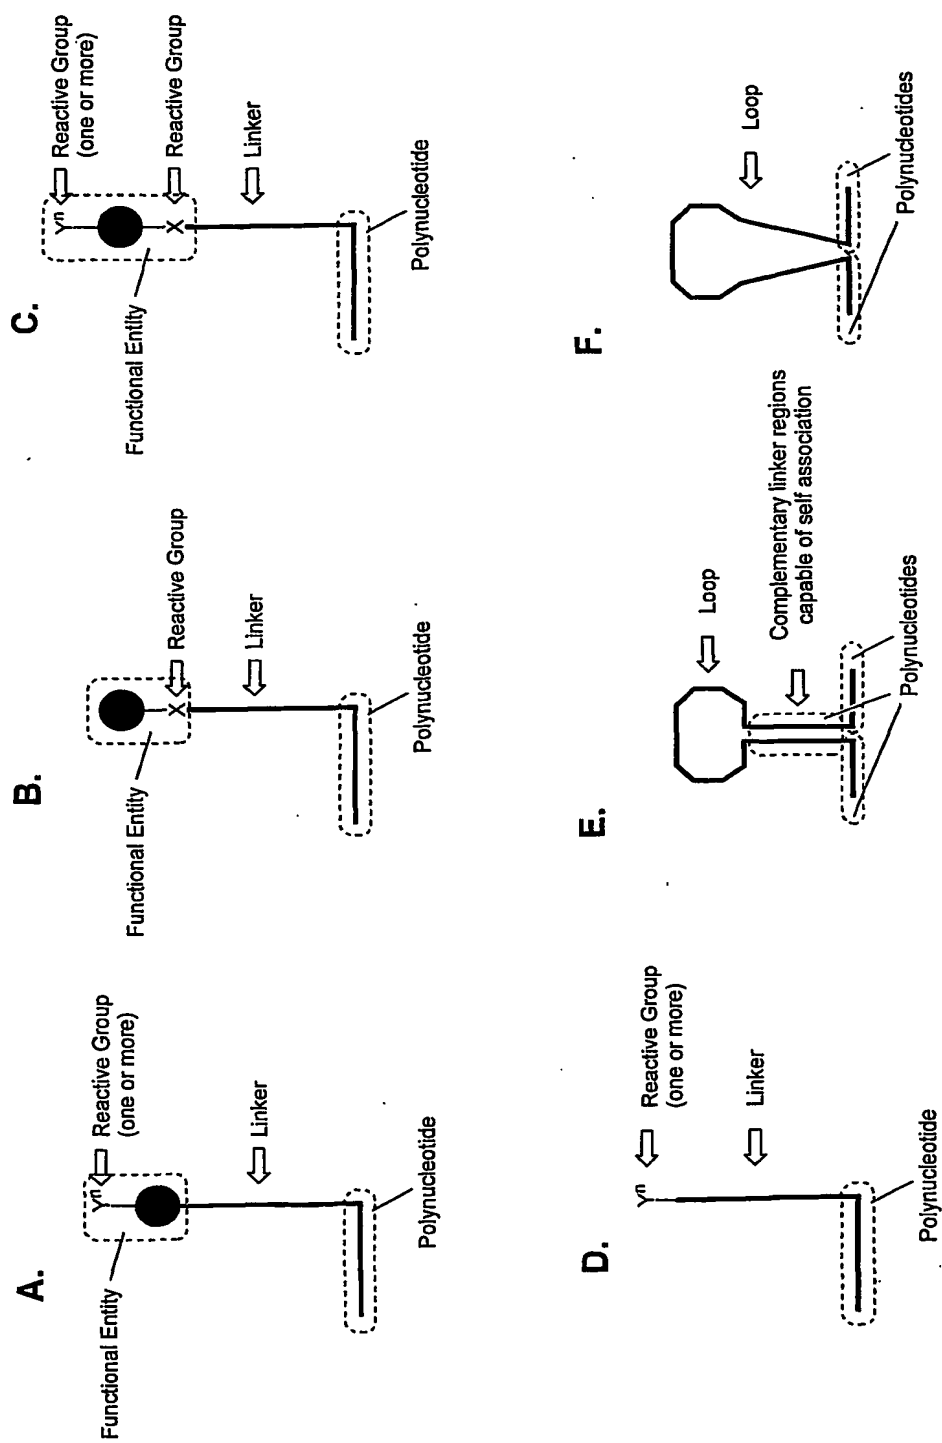 A.
Functional Entity
Yⁿ
Reactive Group
(one or more)
Linker
Polynucleotide
B.
Functional Entity
X
Reactive Group
Linker
Polynucleotide
C.
Functional Entity
Yⁿ
Reactive Group
(one or more)
X
Reactive Group
Linker
Polynucleotide
D.
Yⁿ
Reactive Group
(one or more)
Linker
Polynucleotide
E.
Loop
Complementary linker regions
capable of self association
Polynucleotides
F.
Loop
Polynucleotides